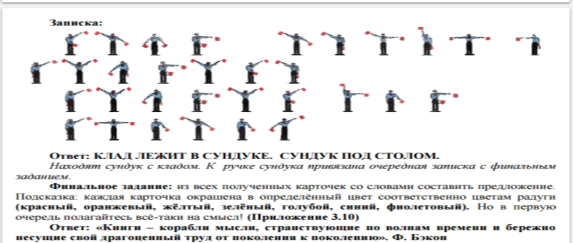 Записка:
Ответ: КЛАД ЛЕЖИТ В СУНДУКЕ. СУНДУК ПОД СТОЛОМ.
Находят сундук с кладом. К ручке сундука привязана очередная записка с финальным
заданием.
Финальное задание: из всех полученных карточек со словами составить предложение.
Подсказка: каждая карточка окрашена в определённый цвет соответственно цветам радуги
(красный, оранжевый, жёлтый, зелёный, голубой, синий, фиолетовый). Но в первую
очередь полагайтесь всё-таки на смысл! (Приложение 3.10)
Ответ: «Книги – корабли мысли, странствующие по волнам времени и бережно
несущие свой драгоценный груз от поколения к поколению». Ф. Бэкон